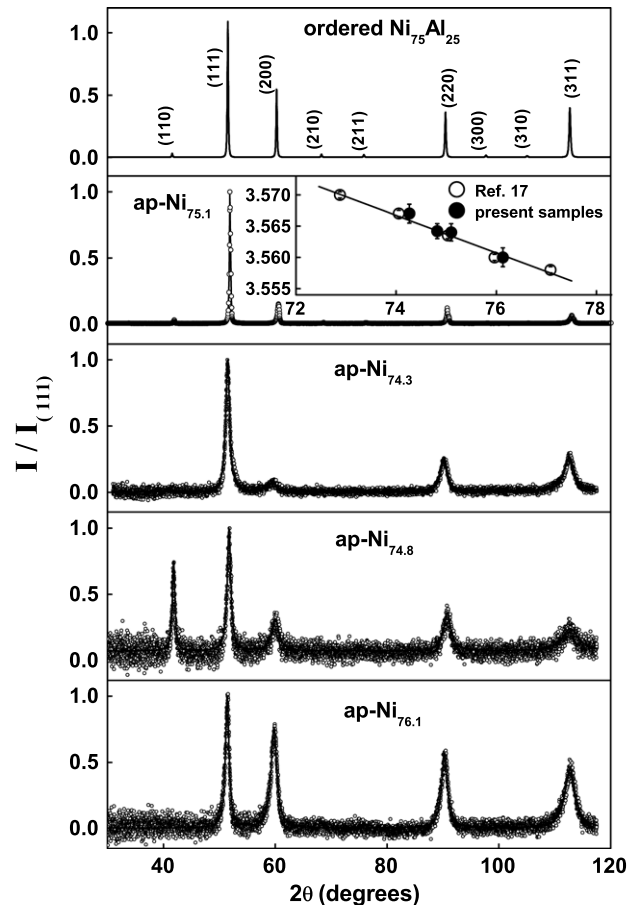 ordered Ni75Al25
1.0
0.5
0.0
(110)
(111)
(200)
(210)
(211)
(220)
(300)
(310)
(311)
ap-Ni75.1
1.0
0.5
0.0
3.570
3.565
3.560
3.555
72 74 76 78
Ref. 17
present samples
ap-Ni74.3
1.0
0.5
0.0
ap-Ni74.8
1.0
0.5
0.0
ap-Ni76.1
1.0
0.5
0.0
40 60 80 100 120
2θ (degrees)
I / I(111)